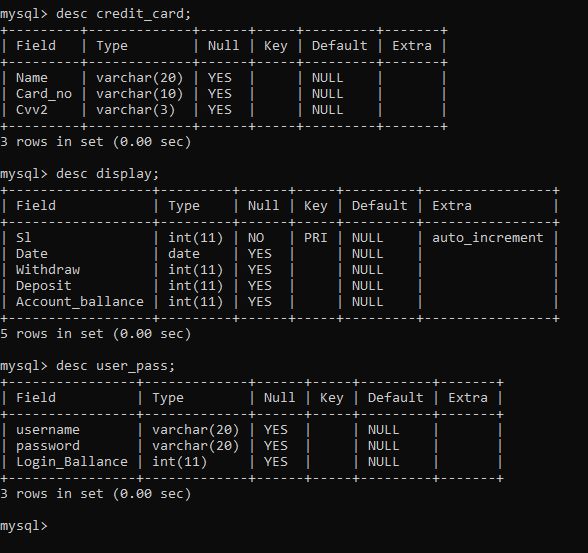 mysql> desc credit_card;
+---------+-------------+------+-----+---------+-------+
| Field   | Type        | Null | Key | Default | Extra |
+---------+-------------+------+-----+---------+-------+
| Name    | varchar(20) | YES  |     | NULL    |       |
| Card_no | varchar(10) | YES  |     | NULL    |       |
| Cvv2    | varchar(3)  | YES  |     | NULL    |       |
+---------+-------------+------+-----+---------+-------+
3 rows in set (0.00 sec)

mysql> desc display;
+------------------+---------+------+-----+---------+----------------+
| Field            | Type    | Null | Key | Default | Extra          |
+------------------+---------+------+-----+---------+----------------+
| Sl               | int(11) | NO   | PRI | NULL    | auto_increment |
| Date             | date    | YES  |     | NULL    |                |
| Withdraw         | int(11) | YES  |     | NULL    |                |
| Deposit          | int(11) | YES  |     | NULL    |                |
| Account_ballance | int(11) | YES  |     | NULL    |                |
+------------------+---------+------+-----+---------+----------------+
5 rows in set (0.00 sec)

mysql> desc user_pass;
+----------------+-------------+------+-----+---------+-------+
| Field          | Type        | Null | Key | Default | Extra |
+----------------+-------------+------+-----+---------+-------+
| username       | varchar(20) | YES  |     | NULL    |       |
| password       | varchar(20) | YES  |     | NULL    |       |
| Login_Ballance | int(11)     | YES  |     | NULL    |       |
+----------------+-------------+------+-----+---------+-------+
3 rows in set (0.00 sec)

mysql>